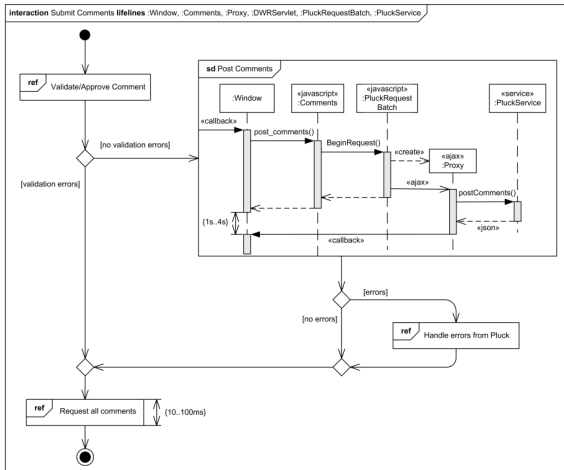 interaction Submit Comments lifelines :Window, :Comments, :Proxy, :DWRServlet, :PluckRequestBatch, :PluckService
ref
Validate/Approve Comment
[no validation errors]
[validation errors]
sd Post Comments
:Window
«javascript»
:Comments
«javascript»
:PluckRequest
Batch
«service»
:PluckService
«callback»
post_comments()
BeginRequest()
«create»
«ajax»
:Proxy
«ajax»
postComments()
{1s..4s}
«json»
«callback»
[errors]
[no errors]
ref
Handle errors from Pluck
ref
Request all comments
{10..100ms}